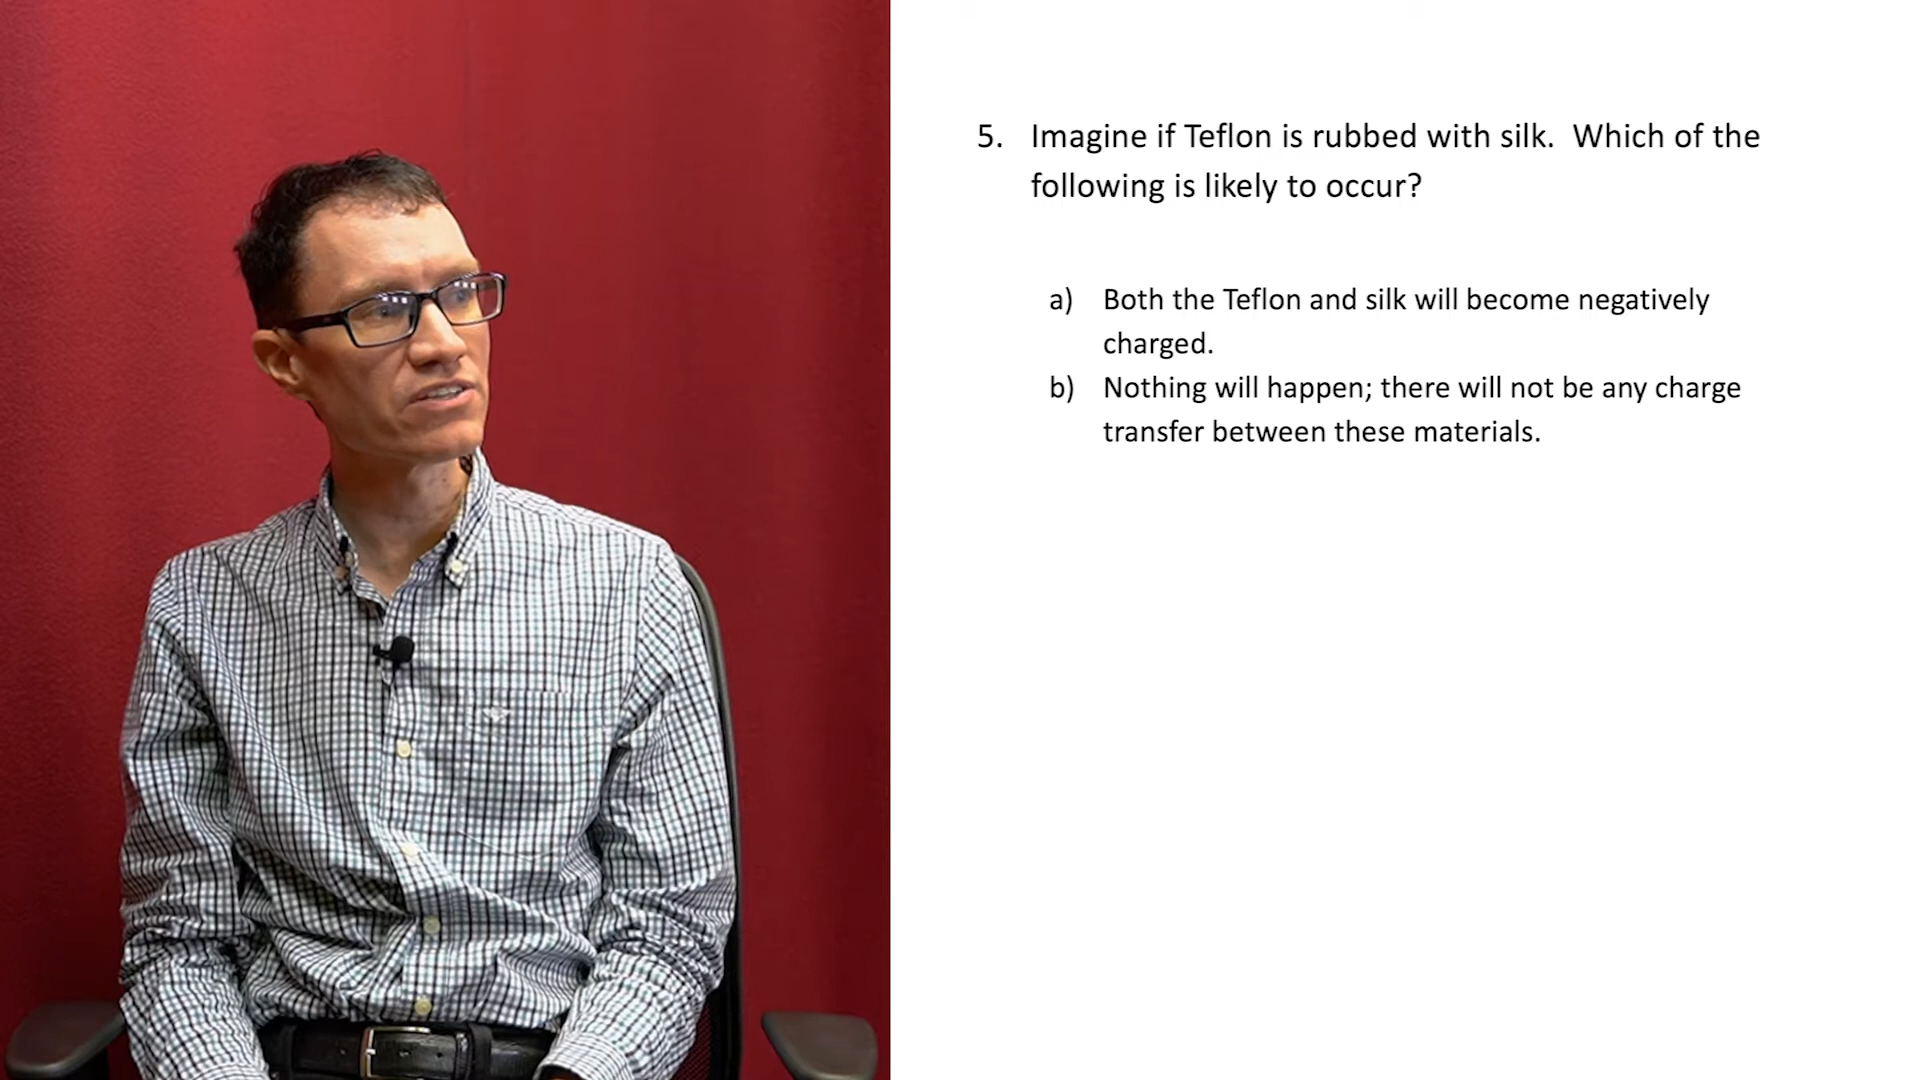 5. Imagine if Teflon is rubbed with silk. Which of the
following is likely to occur?
a) Both the Teflon and silk will become negatively
charged.
b) Nothing will happen; there will not be any charge
transfer between these materials.